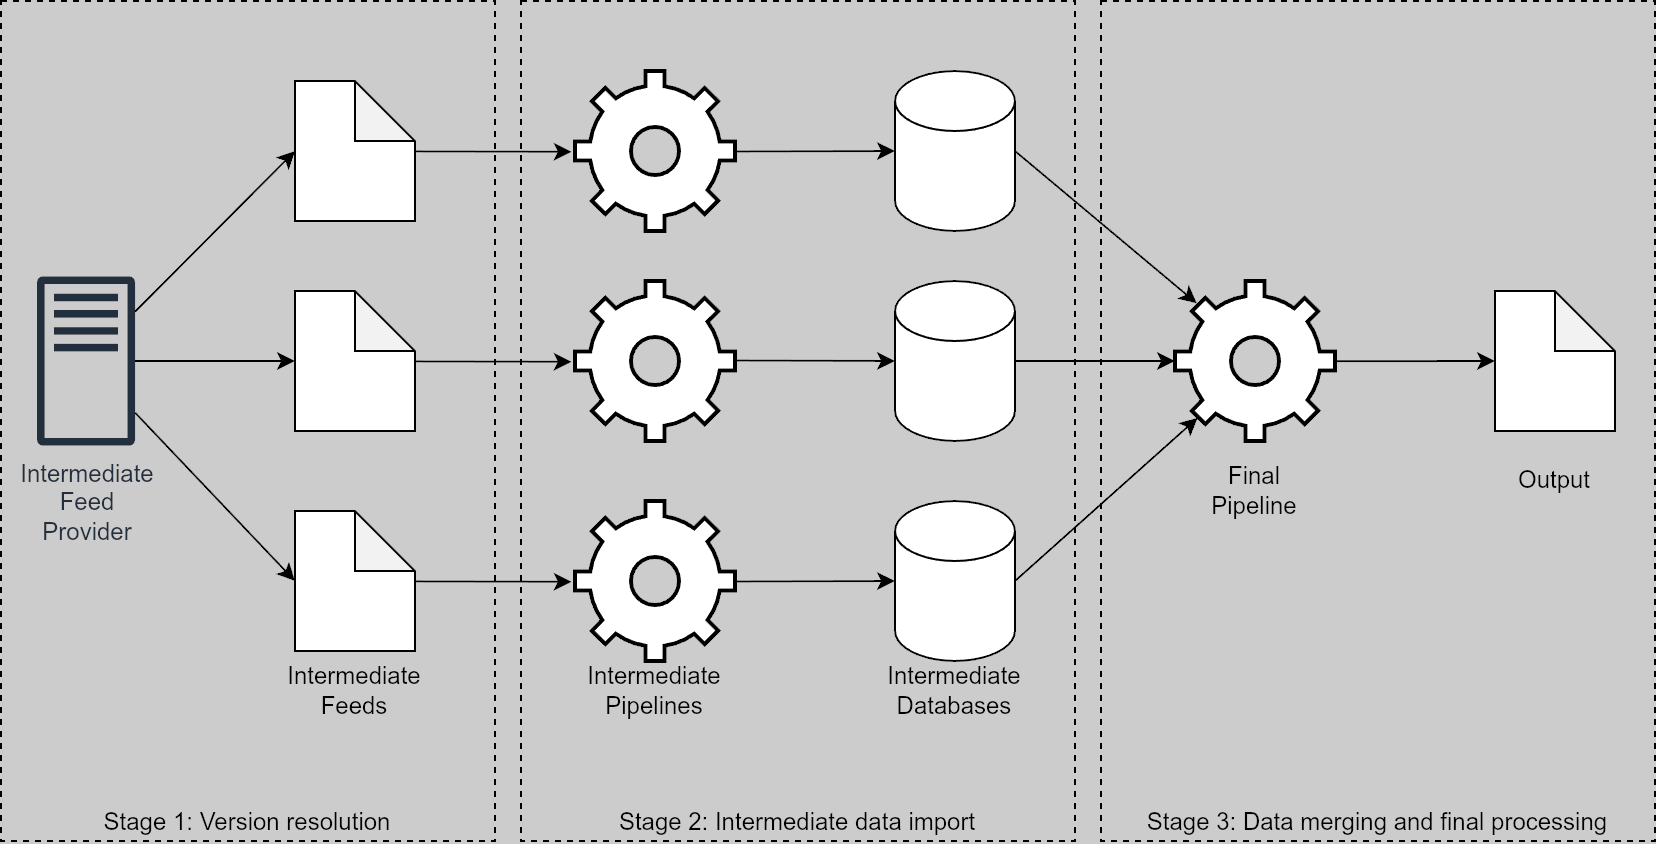 Intermediate
Feed
Provider
Intermediate
Feeds
Intermediate
Pipelines
Intermediate
Databases
Final
Pipeline
Output
Stage 1: Version resolution
Stage 2: Intermediate data import
Stage 3: Data merging and final processing